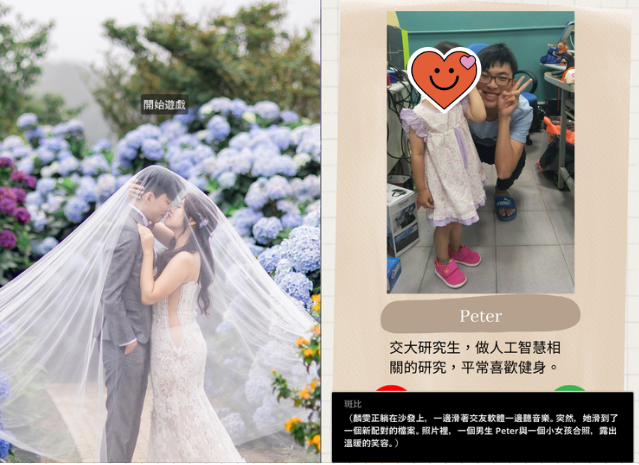 開始遊戲
Peter
交大研究生，做人工智慧相
關的研究，平常喜歡健身。
斑比
（麟雯正躺在沙發上，一邊滑著交友軟體一邊聽音樂。突然，她滑到了
一個新配對的檔案。照片裡，一個男生 Peter與一個小女孩合照，露出
溫暖的笑容。）